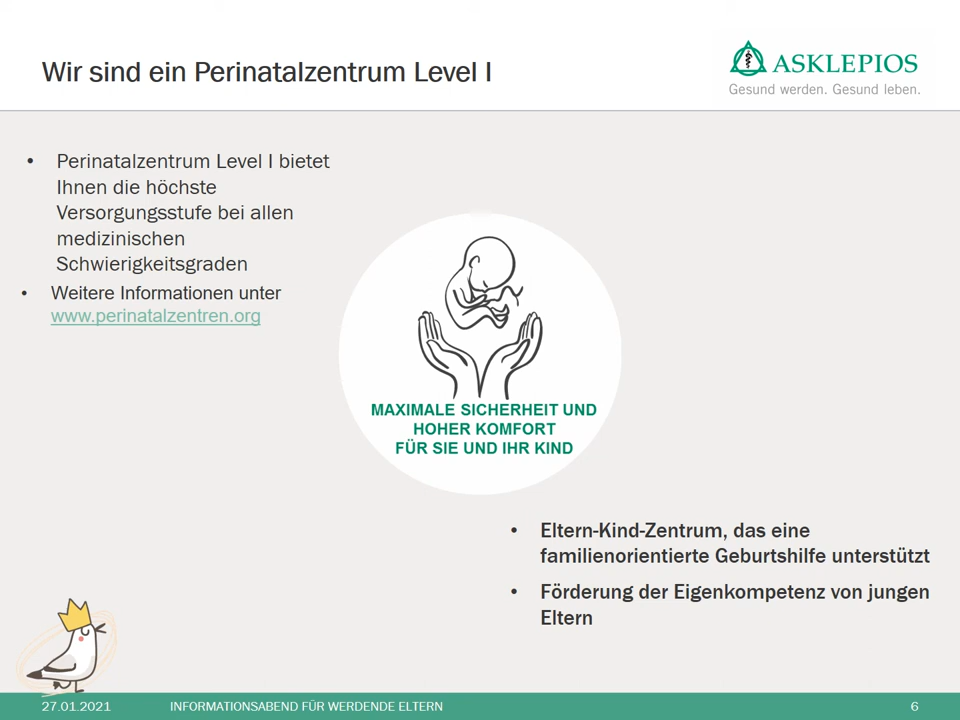 Wir sind ein Perinatalzentrum Level I
ASKLEPIOS
Gesund werden. Gesund leben.
• Perinatalzentrum Level I bietet
Ihnen die höchste
Versorgungsstufe bei allen
medizinischen
Schwierigkeitsgraden
• Weitere Informationen unter
www.perinatalzentren.org
MAXIMALE SICHERHEIT UND
HOHER KOMFORT
FÜR SIE UND IHR KIND
• Eltern-Kind-Zentrum, das eine
familienorientierte Geburtshilfe unterstützt
• Förderung der Eigenkompetenz von jungen
Eltern
27.01.2021 INFORMATIONSABEND FÜR WERDENDE ELTERN 6